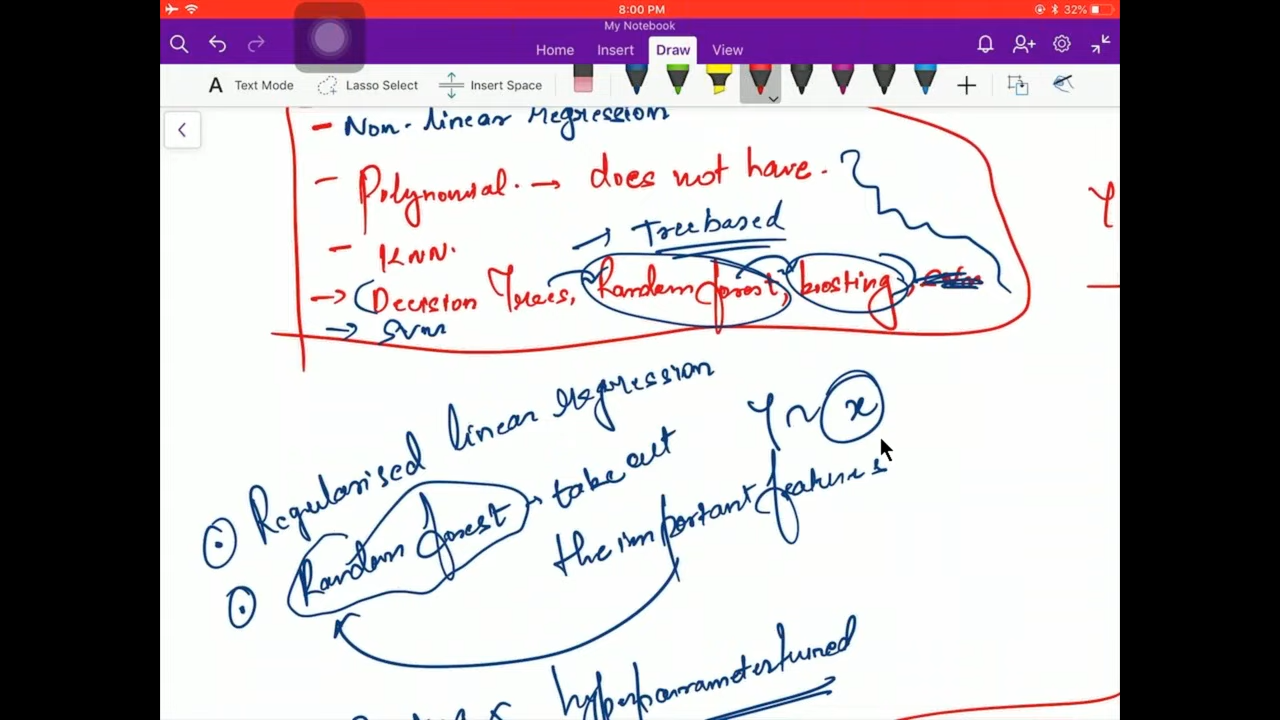 8:00 PM
32%
My Notebook
Home Insert Draw View
Text Mode Lasso Select Insert Space
- Non-linear regression
- Polynomial. → does not have.
→ Tree based
- KNN.
→ Decision Trees, Random forest, boosting,
→ SVM
Y
Regularised linear regression
Y ~ x
Random forest → take out
the important features
hyperparameter tuned